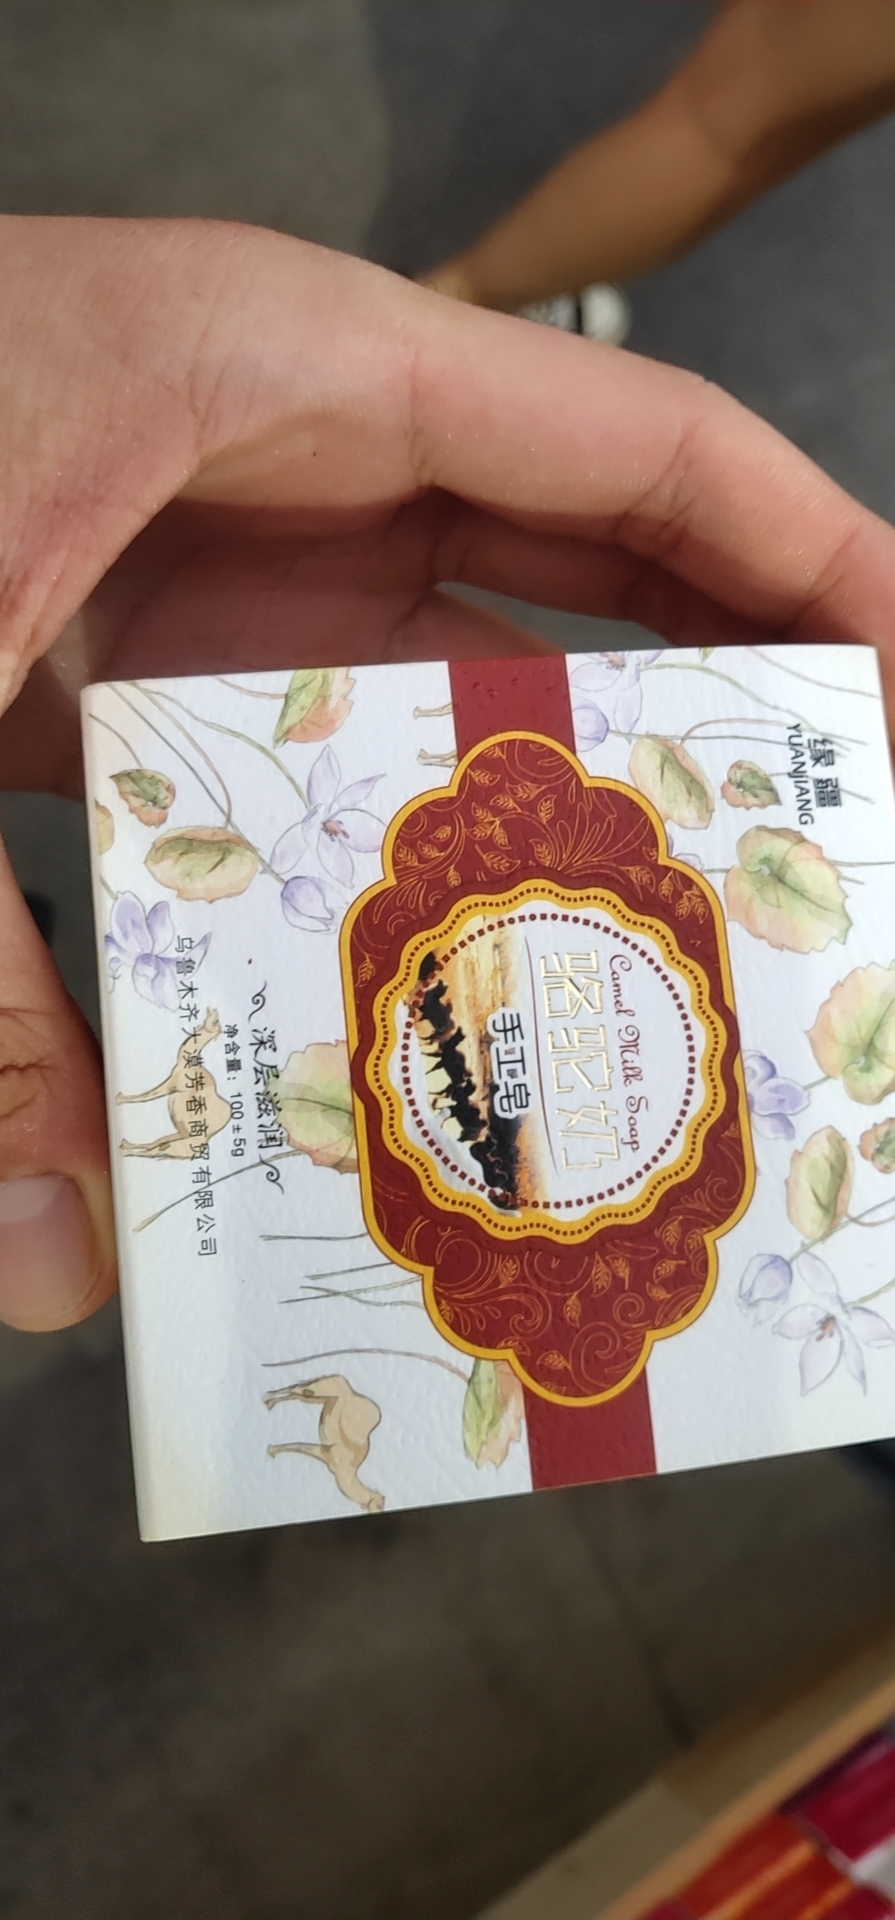 缘疆
YUANJIANG
Camel Milk Soap
骆驼奶
手工皂
深层滋润
净含量：100±5g
乌鲁木齐大漠芳香商贸有限公司